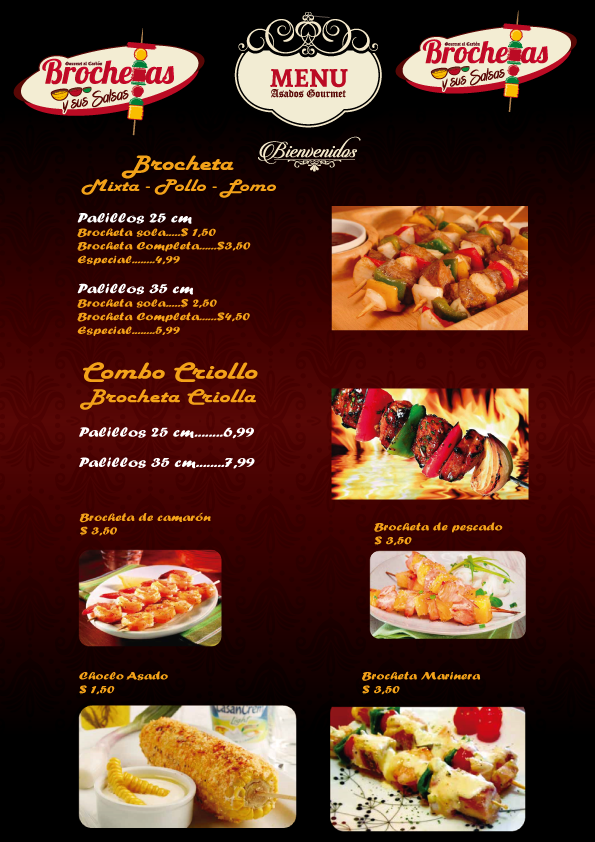 Gourmet al Carbón
Brochetas
y sus Salsas
MENU
Asados Gourmet
Gourmet al Carbón
Brochetas
y sus Salsas
Bienvenidos
Brocheta
Mixta - Pollo - Lomo
Palillos 25 cm
Brocheta sola.....$ 1,50
Brocheta Completa......$3,50
Especial........4,99
Palillos 35 cm
Brocheta sola.....$ 2,50
Brocheta Completa......$4,50
Especial........5,99
Combo Criollo
Brocheta Criolla
Palillos 25 cm........6,99
Palillos 35 cm........7,99
Brocheta de camarón
$ 3,50
Brocheta de pescado
$ 3,50
Choclo Asado
$ 1,50
Brocheta Marinera
$ 3,50
Light